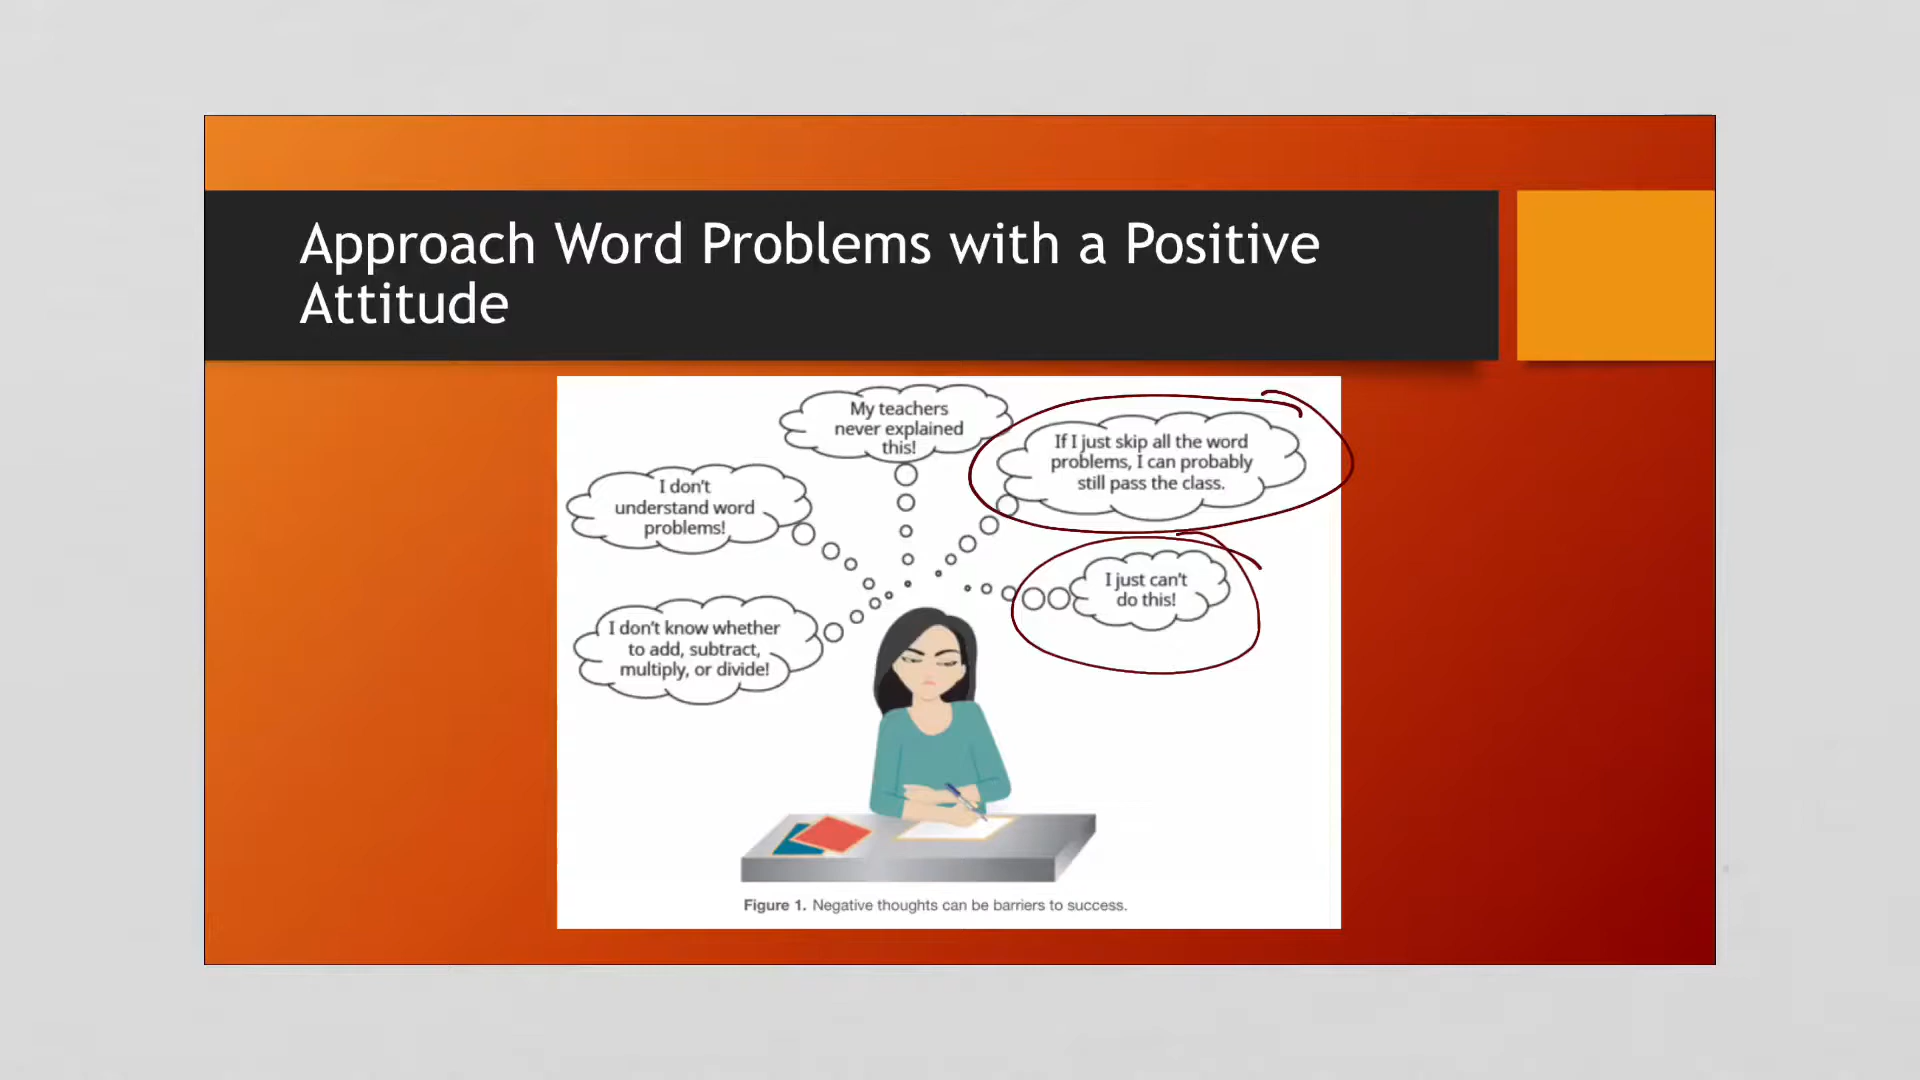 Approach Word Problems with a Positive
Attitude
My teachers
never explained
this!
If I just skip all the word
problems, I can probably
still pass the class.
I don't
understand word
problems!
I just can't
do this!
I don't know whether
to add, subtract,
multiply, or divide!
Figure 1. Negative thoughts can be barriers to success.